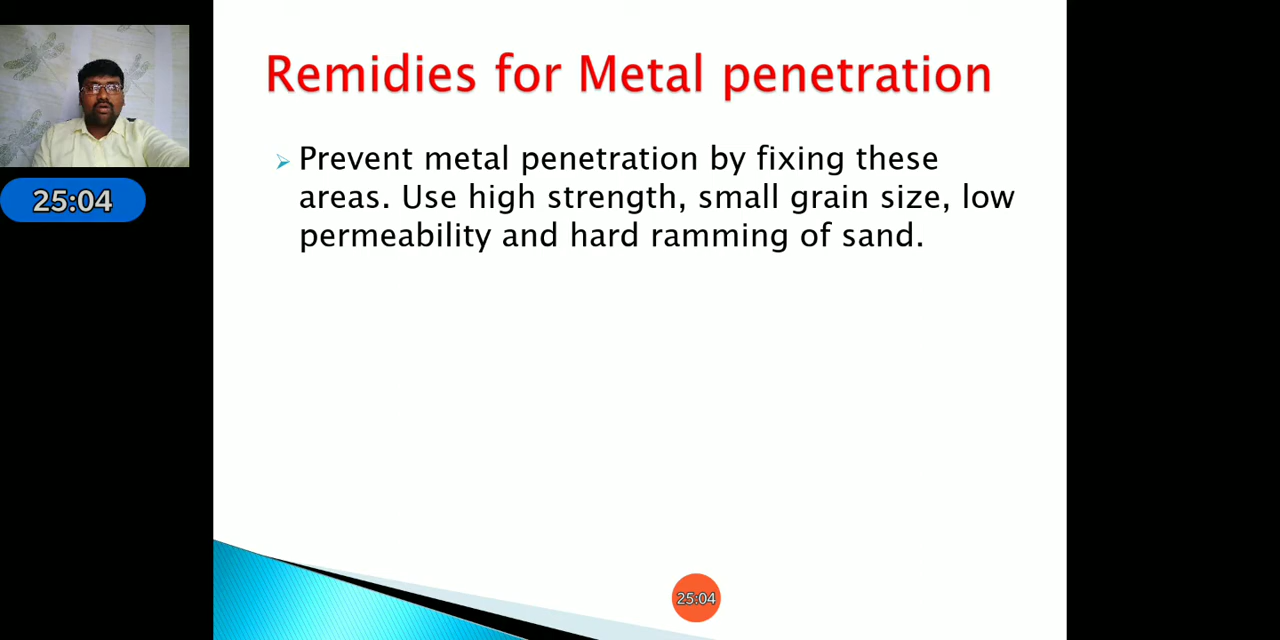 Remidies for Metal penetration
25:04
Prevent metal penetration by fixing these
areas. Use high strength, small grain size, low
permeability and hard ramming of sand.
25:04